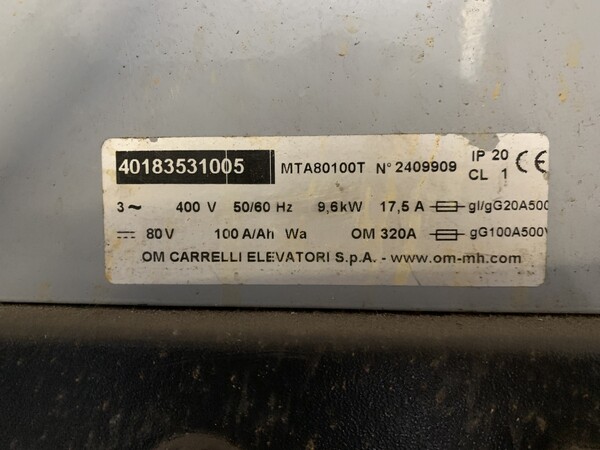 40183531005 MTA80100T N° 2409909 IP 20 CE
CL 1
3~ 400 V 50/60 Hz 9,6kW 17,5 A gI/gG20A500
80V 100 A/Ah Wa OM 320A gG100A500V
OM CARRELLI ELEVATORI S.p.A. - www.om-mh.com